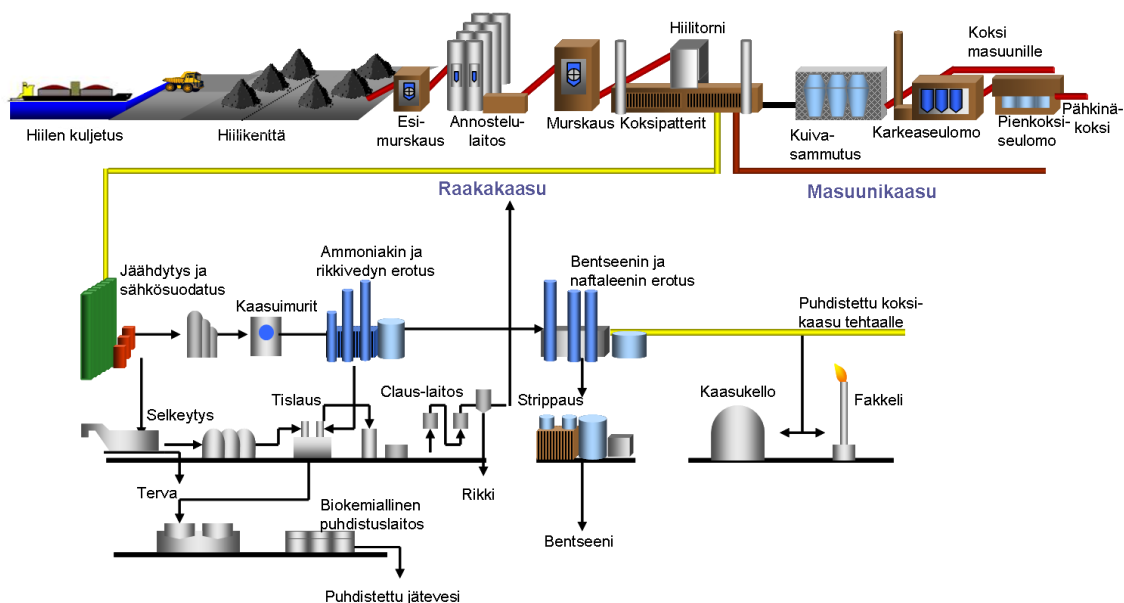 Hiilitorni
Koksi
masuunille
Hiilen kuljetus
Hiilikenttä
Esi-
murskaus
Annostelu-
laitos
Murskaus
Koksipatterit
Kuiva-
sammutus
Karkeaseulomo
Pienkoksi-
seulomo
Pähkinä-
koksi
Raakakaasu
Masuunikaasu
Jäähdytys ja
sähkösuodatus
Kaasuimurit
Ammoniakin ja
rikkivedyn erotus
Bentseenin ja
naftaleenin erotus
Puhdistettu koksi-
kaasu tehtaalle
Selkeytys
Tislaus
Claus-laitos
Strippaus
Kaasukello
Fakkeli
Terva
Rikki
Bentseeni
Biokemiallinen
puhdistuslaitos
Puhdistettu jätevesi